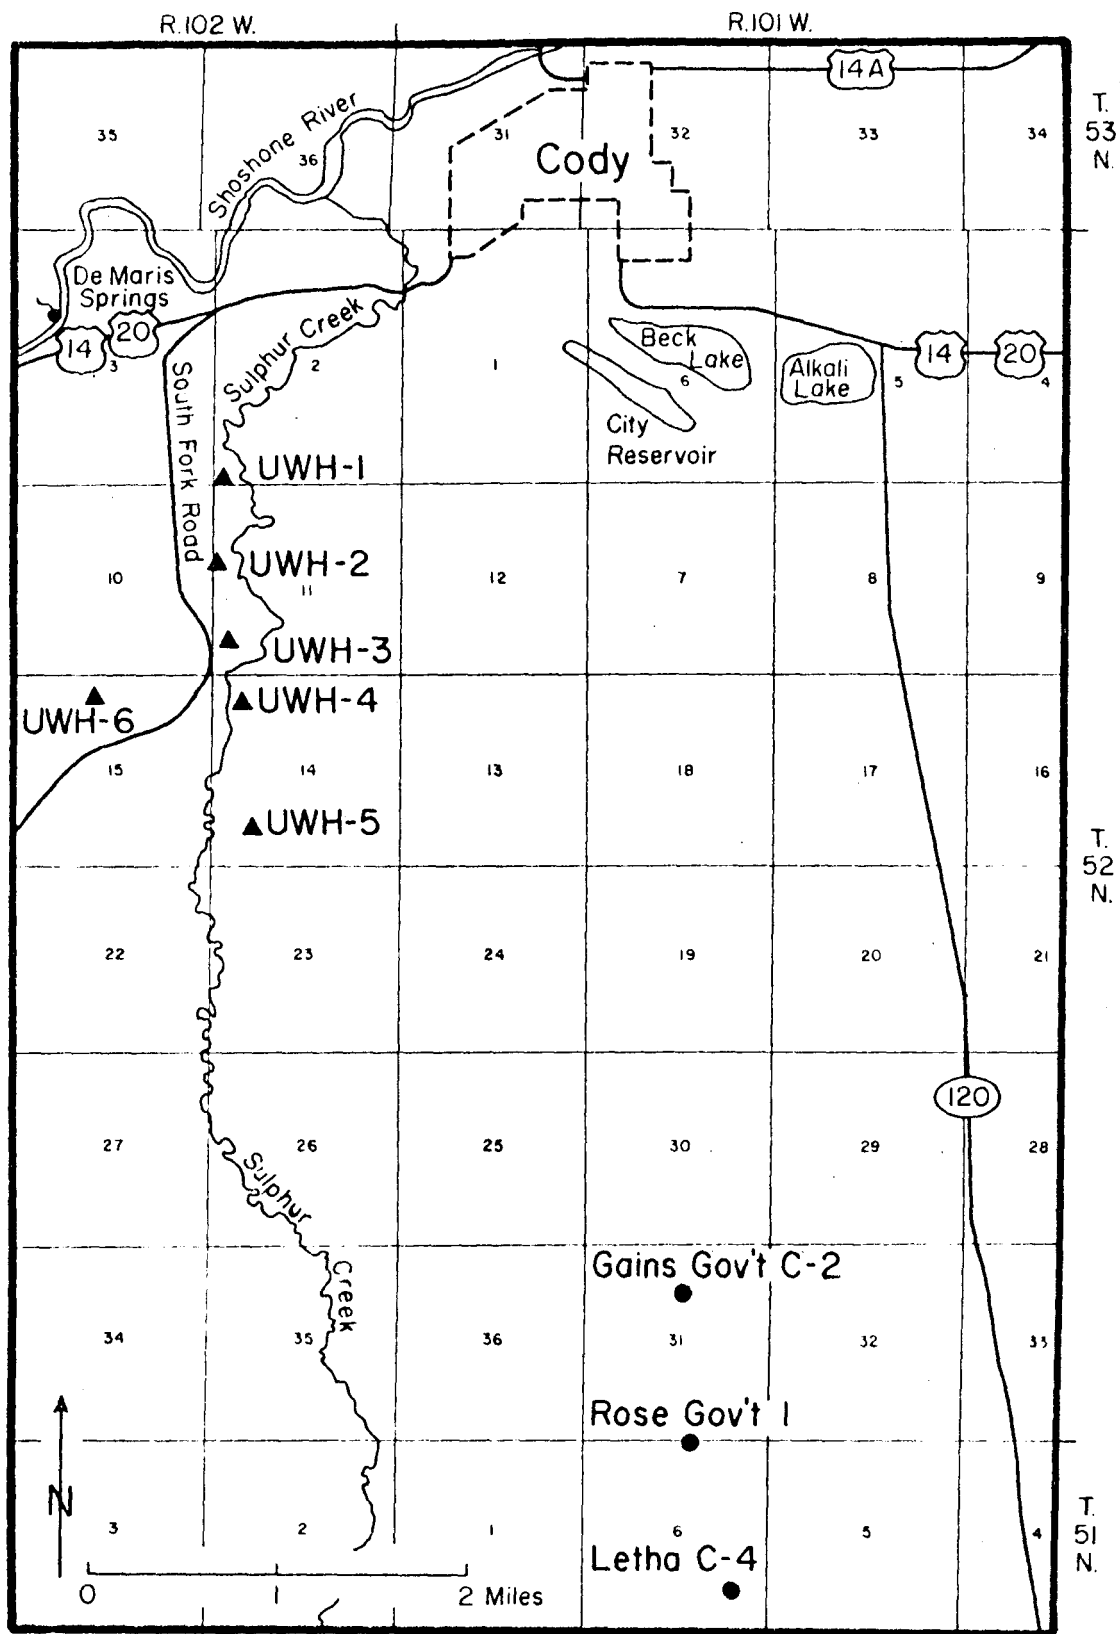 R.102 W.
R.101 W.
14A
T.
53
N.
35
36
31
32
33
34
Shoshone River
Cody
De Maris
Springs
14
20
3
Sulphur Creek
2
1
Beck
Lake
6
Alkali
Lake
5
14
20
4
City
Reservoir
South Fork Road
UWH-1
UWH-2
10
11
12
7
8
9
UWH-3
UWH-4
UWH-6
15
14
13
18
17
16
UWH-5
T.
52
N.
22
23
24
19
20
21
120
27
26
25
30
29
28
Sulphur
Creek
Gains Gov't C-2
34
35
36
31
32
33
Rose Gov't 1
N
3
2
1
6
5
4
T.
51
N.
Letha C-4
0
1
2 Miles